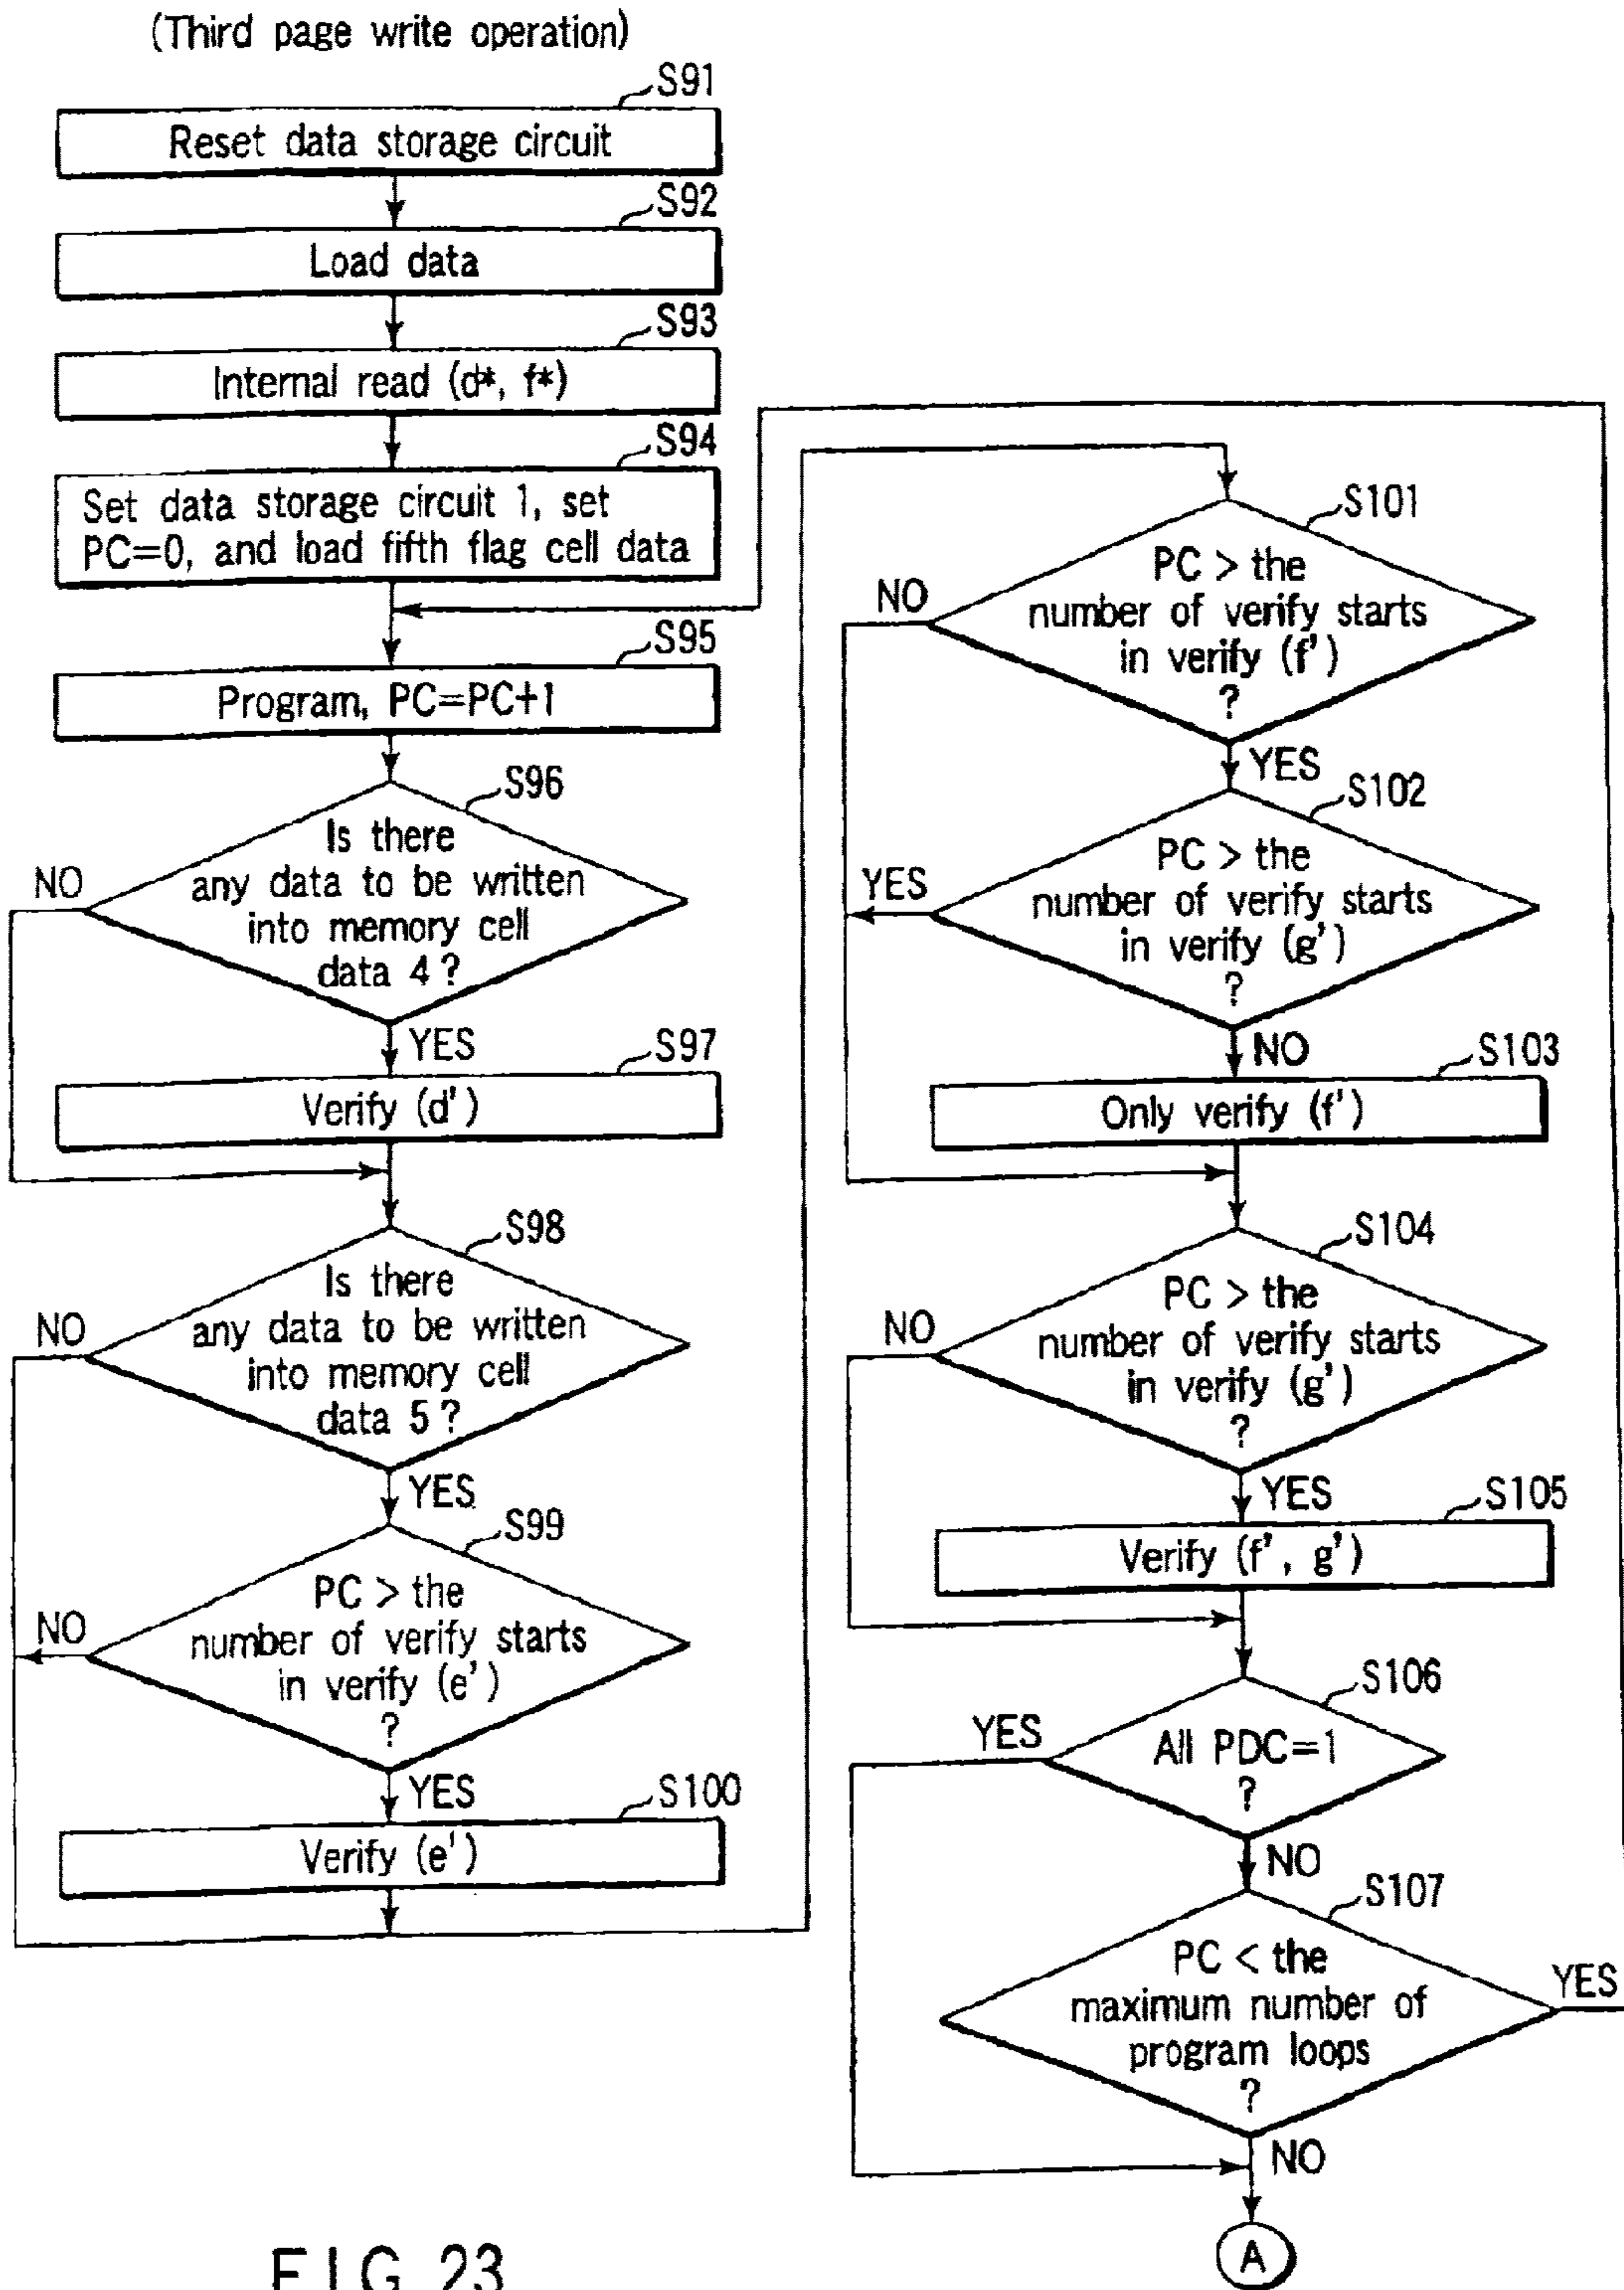 (Third page write operation)
S91
Reset data storage circuit
S92
Load data
S93
Internal read (d*, f*)
S94
Set data storage circuit 1, set
PC=0, and load fifth flag cell data
S95
Program, PC=PC+1
S96
Is there
any data to be written
into memory cell
data 4 ?
NO
YES
S97
Verify (d')
S98
Is there
any data to be written
into memory cell
data 5 ?
NO
YES
S99
PC > the
number of verify starts
in verify (e')
?
NO
YES
S100
Verify (e')
S101
PC > the
number of verify starts
in verify (f')
?
NO
YES
S102
PC > the
number of verify starts
in verify (g')
?
YES
NO
S103
Only verify (f')
S104
PC > the
number of verify starts
in verify (g')
?
NO
YES
S105
Verify (f', g')
S106
All PDC=1
?
YES
NO
S107
PC < the
maximum number of
program loops
?
YES
NO
A
FIG. 23